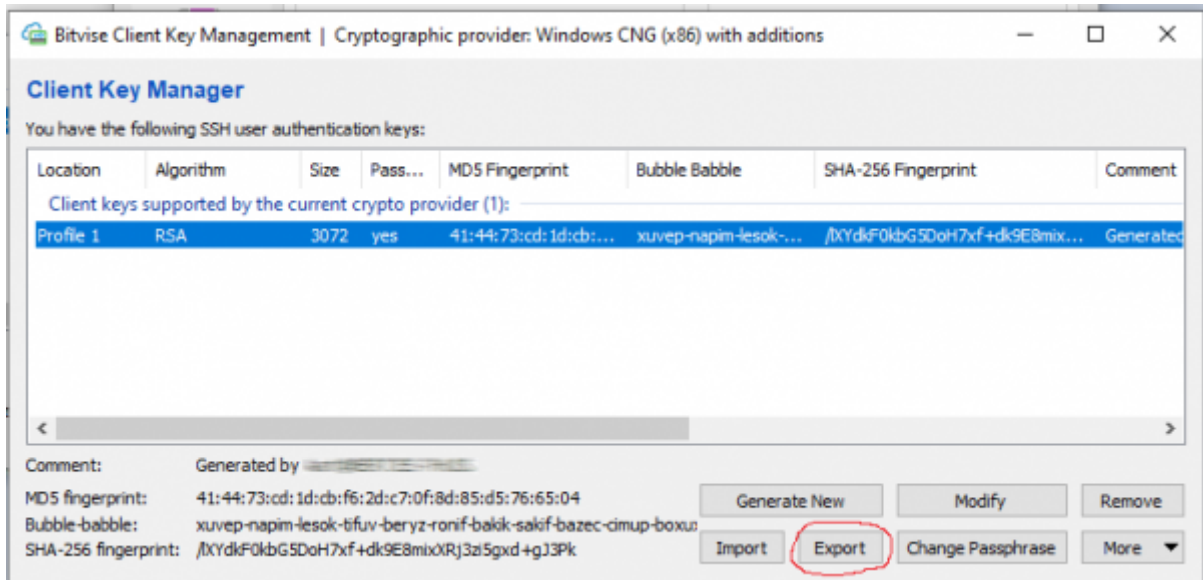 Bitvise Client Key Management | Cryptographic provider: Windows CNG (x86) with additions
Client Key Manager
You have the following SSH user authentication keys:
Location Algorithm Size Pass... MD5 Fingerprint Bubble Babble SHA-256 Fingerprint Comment
Client keys supported by the current crypto provider (1):
Profile 1 RSA 3072 yes 41:44:73:cd:1d:cb:... xuvep-napim-lesok-... /lXYdkF0kbG5DoH7xf+dk9E8mix... Generated
Comment: Generated by
MD5 fingerprint: 41:44:73:cd:1d:cb:f6:2d:c7:0f:8d:85:d5:76:65:04
Generate New Modify Remove
Bubble-babble: xuvep-napim-lesok-tifuv-beryz-ronif-bakik-sakif-bazec-cimup-boxu
SHA-256 fingerprint: /lXYdkF0kbG5DoH7xf+dk9E8mixXRj3zi5gxd+gJ3Pk
Import Export Change Passphrase More